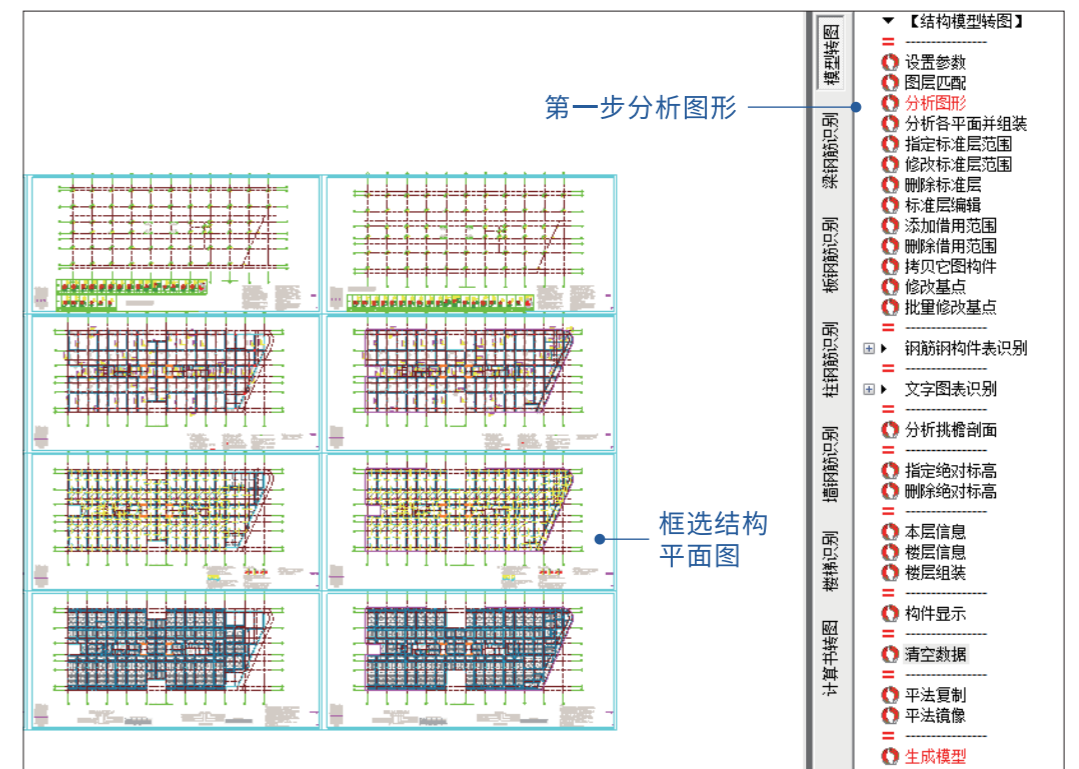 第一步分析图形
框选结构
平面图
模型转图
梁钢筋识别
板钢筋识别
柱钢筋识别
墙钢筋识别
楼梯识别
计算书转图
【结构模型转图】
----------------
设置参数
图层匹配
分析图形
分析各平面并组装
指定标准层范围
修改标准层范围
删除标准层
标准层编辑
添加借用范围
删除借用范围
拷贝它图构件
修改基点
批量修改基点
----------------
钢筋钢构件表识别
----------------
文字图表识别
----------------
分析挑檐剖面
----------------
指定绝对标高
删除绝对标高
----------------
本层信息
楼层信息
楼层组装
----------------
构件显示
----------------
清空数据
----------------
平法复制
平法镜像
----------------
生成模型